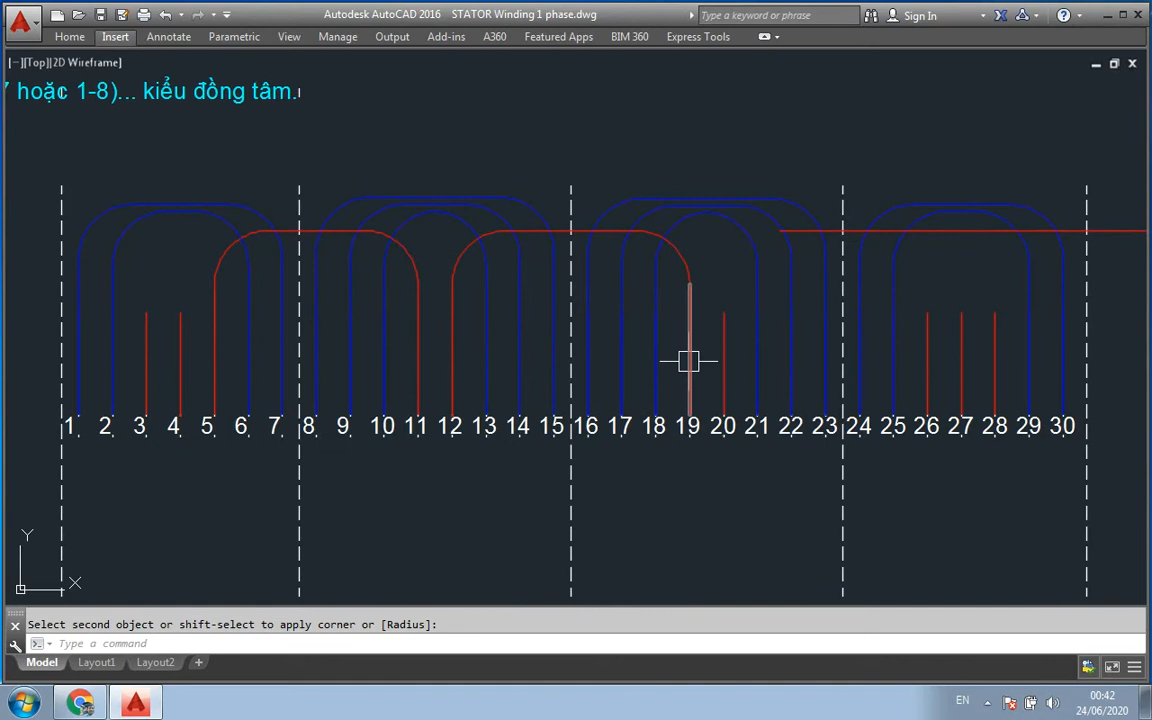 Autodesk AutoCAD 2016 STATOR Winding 1 phase.dwg
Type a keyword or phrase
Sign In
Home Insert Annotate Parametric View Manage Output Add-ins A360 Featured Apps BIM 360 Express Tools
[−][Top][2D Wireframe]
hoặc 1-8)... kiểu đồng tâm.
1 2 3 4 5 6 7 8 9 10 11 12 13 14 15 16 17 18 19 20 21 22 23 24 25 26 27 28 29 30
Y
X
Select second object or shift-select to apply corner or [Radius]:
Type a command
Model Layout1 Layout2 +
EN
00:42
24/06/2020